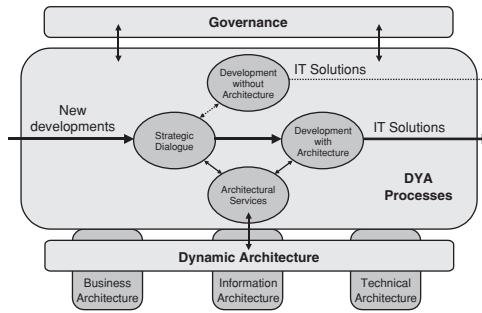 Governance
Development
without
Architecture
IT Solutions
New
developments
Strategic
Dialogue
Development
with
Architecture
IT Solutions
Architectural
Services
DYA
Processes
Dynamic Architecture
Business
Architecture
Information
Architecture
Technical
Architecture